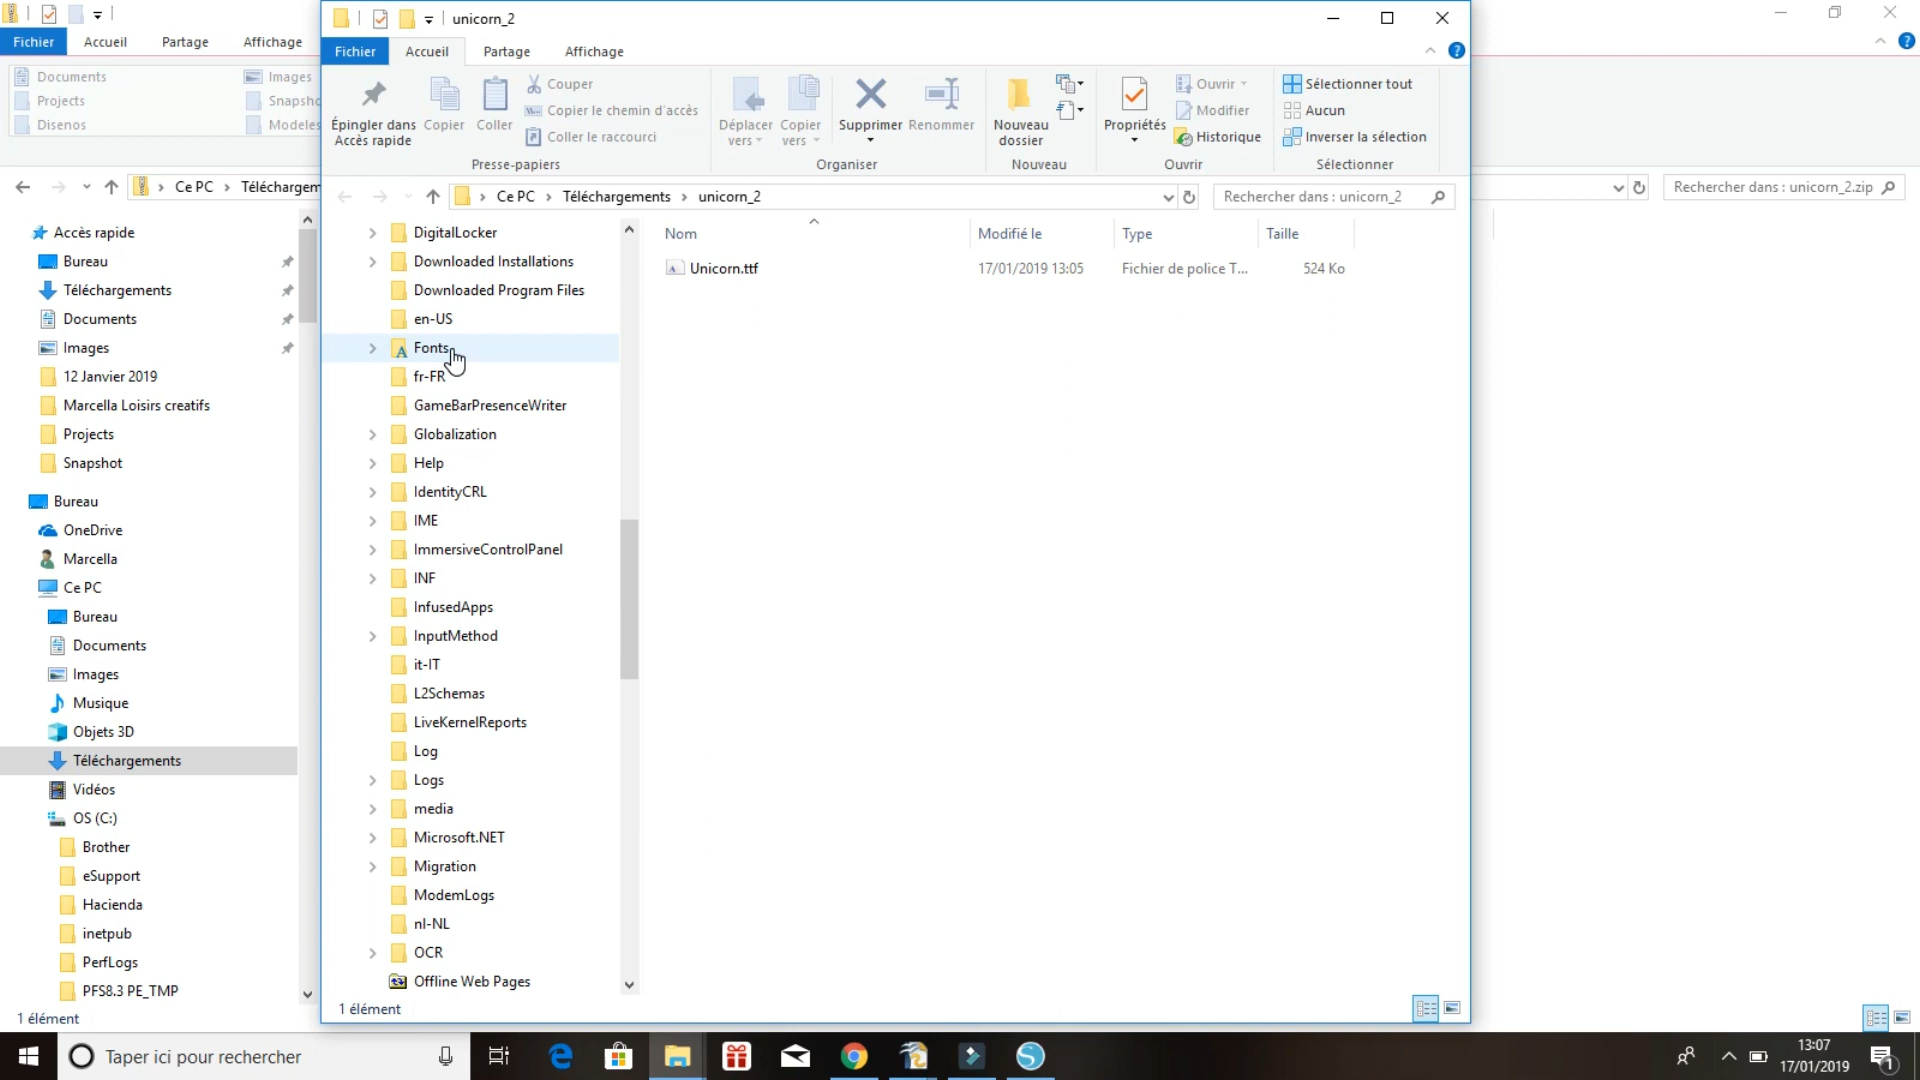 unicorn_2
Fichier Accueil Partage Affichage
Fichier Accueil Partage Affichage
Documents Images
Projects
Disenos Modeles
Épingler dans
Accès rapide
Copier
Coller
Couper
Copier le chemin d'accès
Coller le raccourci
Presse-papiers
Déplacer
vers
Copier
vers
Supprimer
Renommer
Organiser
Nouveau
dossier
Nouveau
Propriétés
Ouvrir
Modifier
Historique
Ouvrir
Sélectionner tout
Aucun
Inverser la sélection
Sélectionner
Ce PC
Ce PC Téléchargements unicorn_2
Rechercher dans : unicorn_2
Rechercher dans : unicorn_2.zip
Accès rapide
Bureau
Téléchargements
Documents
Images
12 Janvier 2019
Marcella Loisirs creatifs
Projects
Snapshot
Bureau
OneDrive
Marcella
Ce PC
Bureau
Documents
Images
Musique
Objets 3D
Téléchargements
Vidéos
OS (C:)
Brother
eSupport
Hacienda
inetpub
PerfLogs
PFS8.3 PE_TMP
1 élément
DigitalLocker
Downloaded Installations
Downloaded Program Files
en-US
Fonts
fr-FR
GameBarPresenceWriter
Globalization
Help
IdentityCRL
IME
ImmersiveControlPanel
INF
InfusedApps
InputMethod
it-IT
L2Schemas
LiveKernelReports
Log
Logs
media
Microsoft.NET
Migration
ModemLogs
nl-NL
OCR
Offline Web Pages
1 élément
Nom Modifié le Type Taille
Unicorn.ttf 17/01/2019 13:05 Fichier de police T... 524 Ko
Taper ici pour rechercher
13:07
17/01/2019
1